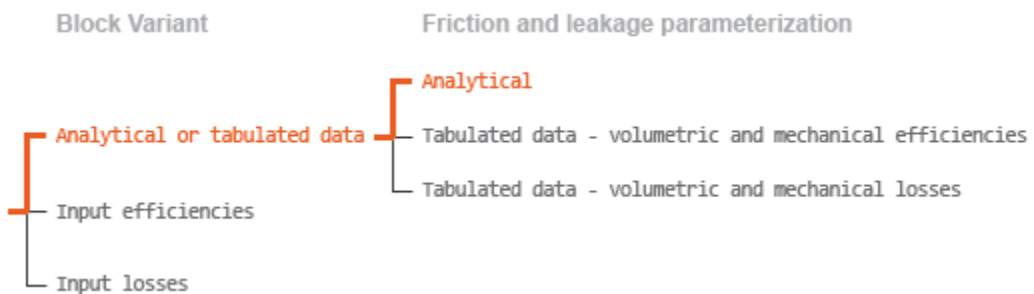 Block Variant
Friction and leakage parameterization
Analytical
Analytical or tabulated data
Tabulated data - volumetric and mechanical efficiencies
Tabulated data - volumetric and mechanical losses
Input efficiencies
Input losses